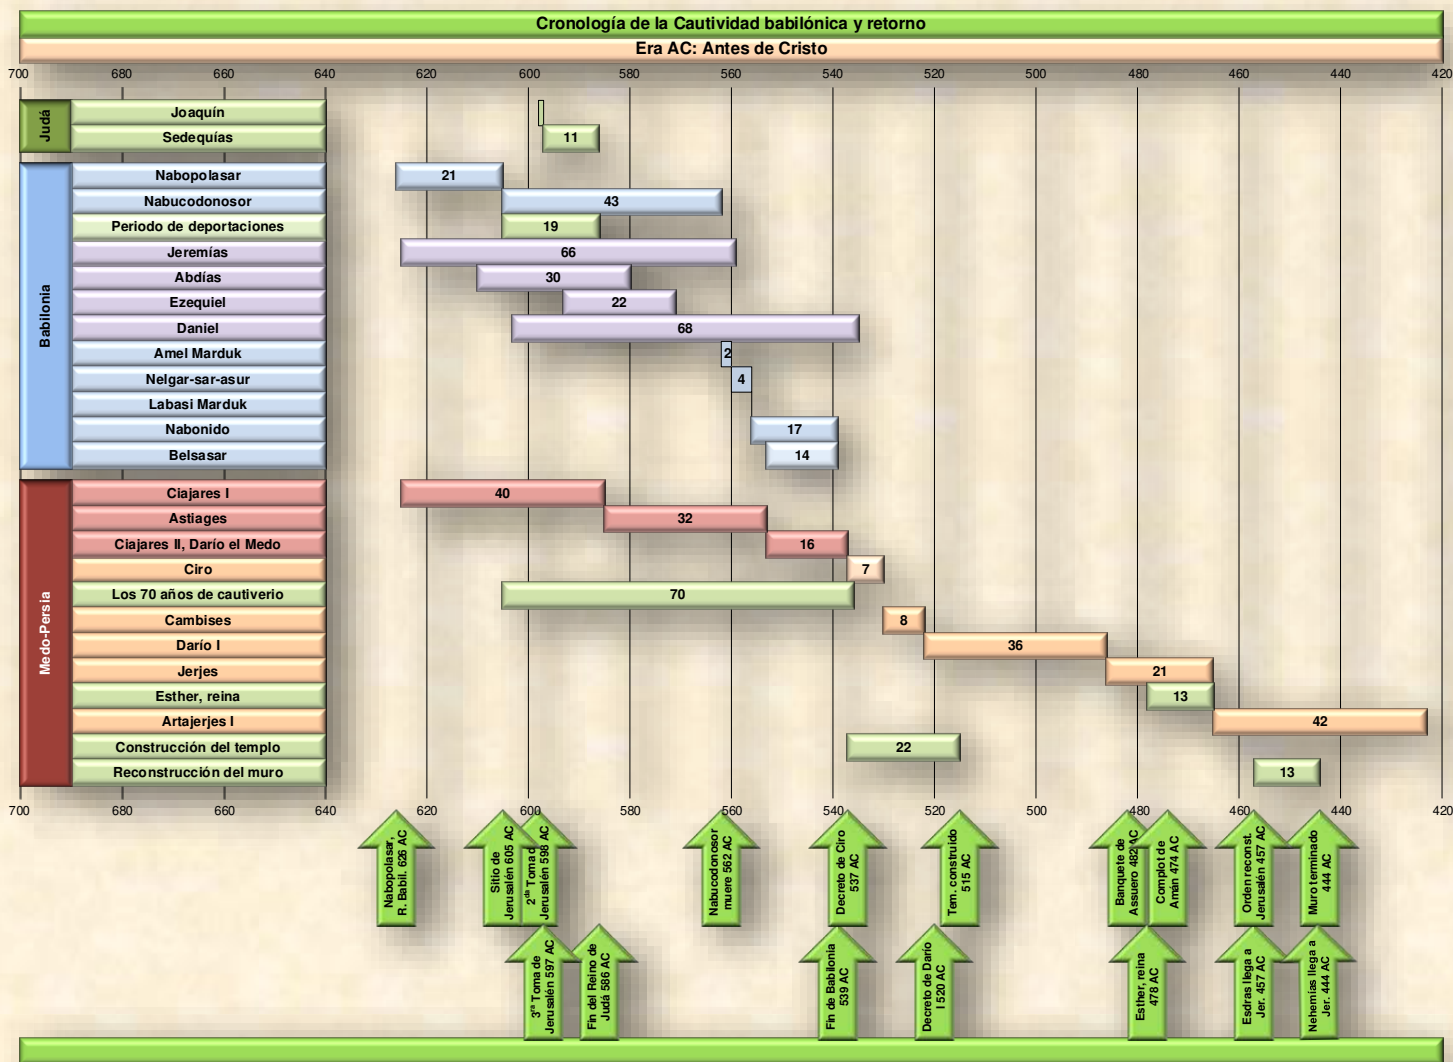 Cronología de la Cautividad babilónica y retorno
Era AC: Antes de Cristo
700 680 660 640 620 600 580 560 540 520 500 480 460 440 420
Judá
Joaquín
Sedequías 11
Babilonia
Nabopolasar 21
Nabucodonosor 43
Periodo de deportaciones 19
Jeremías 66
Abdías 30
Ezequiel 22
Daniel 68
Amel Marduk 2
Nelgar-sar-asur 4
Labasi Marduk
Nabonido 17
Belsasar 14
Medo-Persia
Ciajares I 40
Astiages 32
Ciajares II, Darío el Medo 16
Ciro 7
Los 70 años de cautiverio 70
Cambises 8
Darío I 36
Jerjes 21
Esther, reina 13
Artajerjes I 42
Construcción del templo 22
Reconstrucción del muro 13
700 680 660 640 620 600 580 560 540 520 500 480 460 440 420
Nabopolasar,
R. Babil. 626 AC
Sitio de
Jerusalén 605 AC
2da Toma d
Jerusalén 598 AC
Nabucodonosor
muere 562 AC
Decreto de Ciro
537 AC
Tem. construido
515 AC
Banquete de
Assuero 482 AC
Complot de
Amán 474 AC
Orden reconst.
Jerusalén 457 AC
Muro terminado
444 AC
3ra Toma de
Jerusalén 597 AC
Fin del Reino de
Judá 586 AC
Fin de Babilonia
539 AC
Decreto de Darío
I 520 AC
Esther, reina
478 AC
Esdras llega a
Jer. 457 AC
Nehemías llega a
Jer. 444 AC